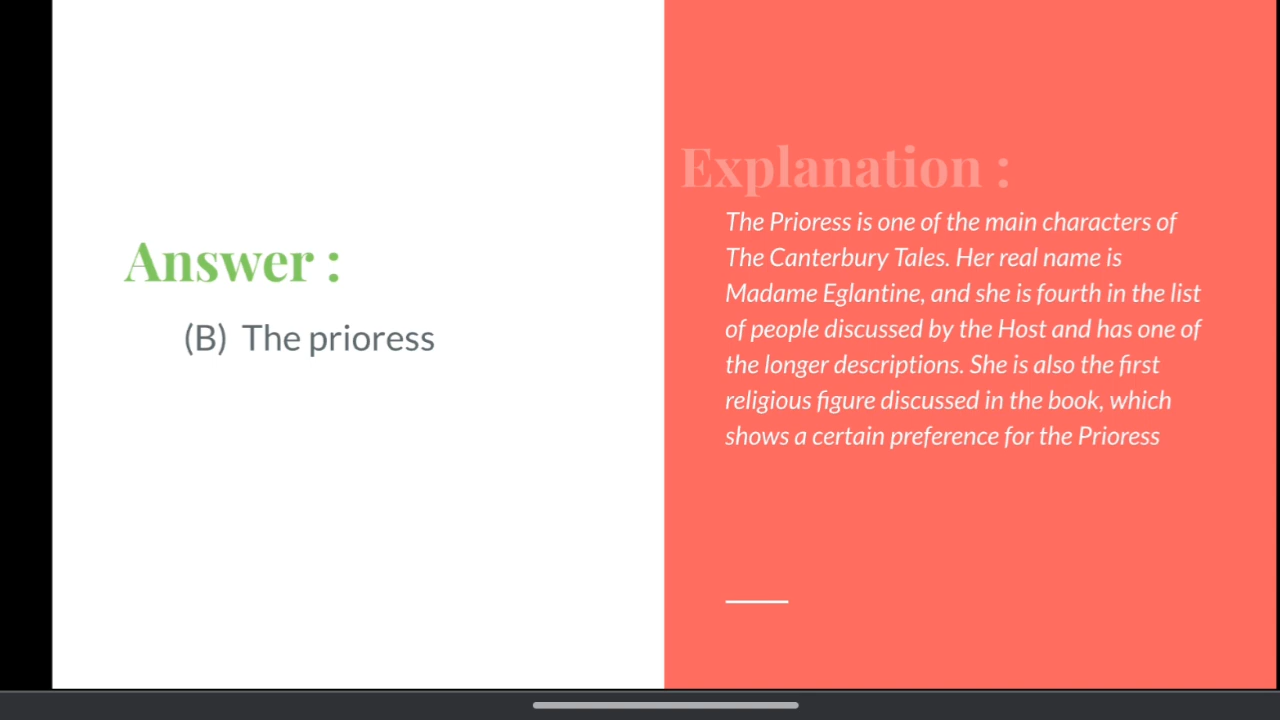 Answer :
(B) The prioress
Explanation :
The Prioress is one of the main characters of
The Canterbury Tales. Her real name is
Madame Eglantine, and she is fourth in the list
of people discussed by the Host and has one of
the longer descriptions. She is also the first
religious figure discussed in the book, which
shows a certain preference for the Prioress